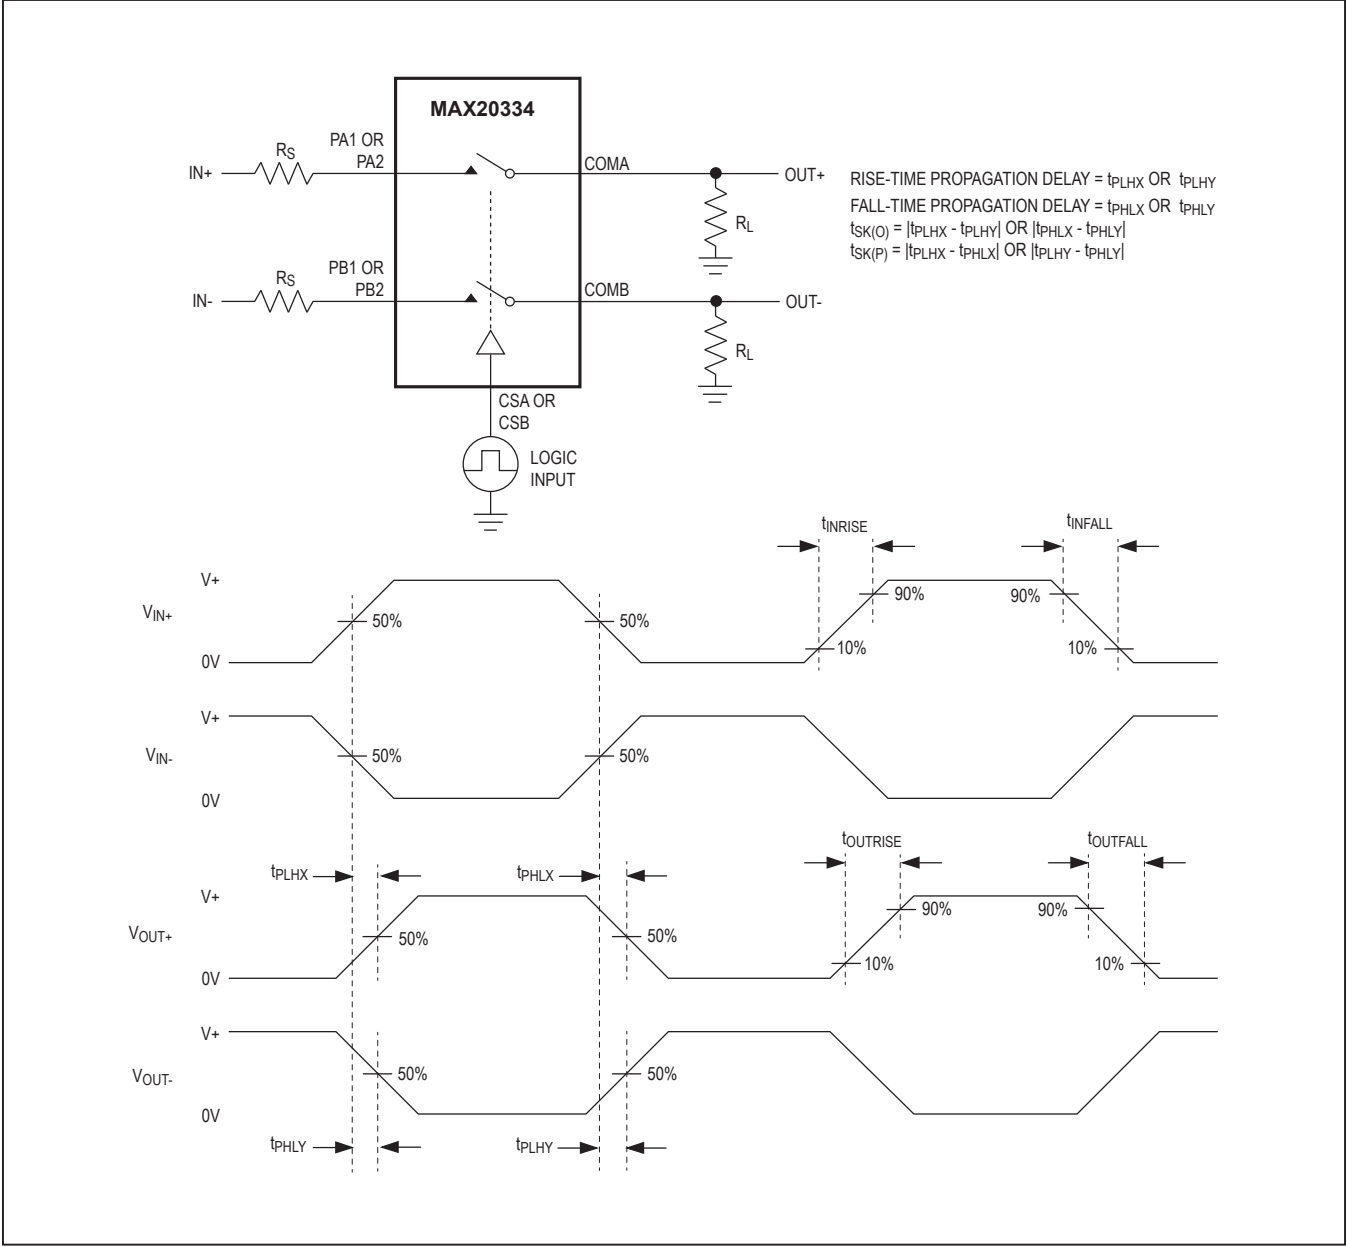 MAX20334
IN+
RS
PA1 OR
PA2
COMA
OUT+
RL
RISE-TIME PROPAGATION DELAY = tPLHX OR tPLHY
FALL-TIME PROPAGATION DELAY = tPHLX OR tPHLY
tSK(O) = |tPLHX - tPLHY| OR |tPHLX - tPHLY|
tSK(P) = |tPLHX - tPHLX| OR |tPLHY - tPHLY|
IN-
RS
PB1 OR
PB2
COMB
OUT-
RL
CSA OR
CSB
LOGIC
INPUT
tINRISE
tINFALL
V+
VIN+
0V
50%
50%
10%
90%
90%
10%
V+
VIN-
0V
50%
50%
tOUTRISE
tOUTFALL
tPLHX
tPHLX
V+
VOUT+
0V
50%
50%
10%
90%
90%
10%
V+
VOUT-
0V
50%
50%
tPHLY
tPLHY